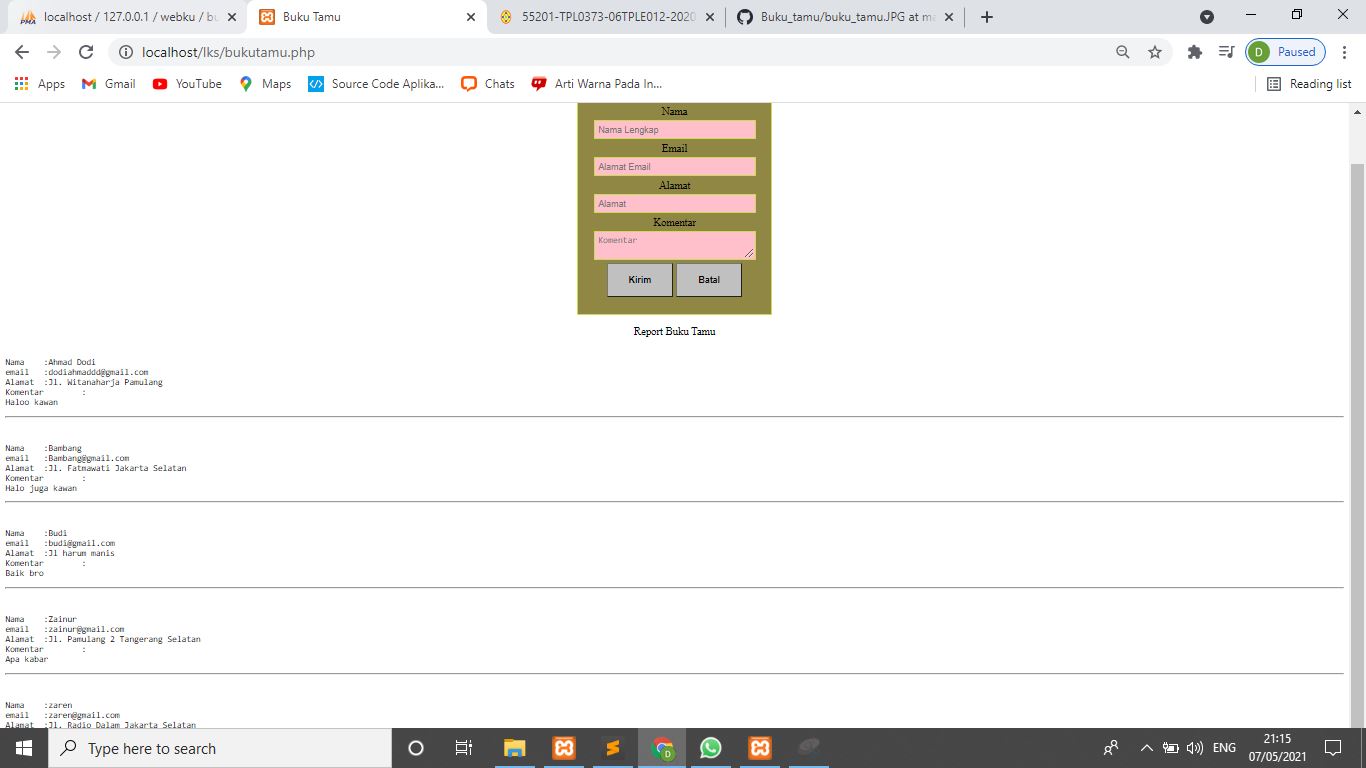 localhost / 127.0.0.1 / webku / bu
Buku Tamu
55201-TPL0373-06TPLE012-2020
Buku_tamu/buku_tamu.JPG at ma
localhost/lks/bukutamu.php
D Paused
Apps
Gmail
YouTube
Maps
Source Code Aplika...
Chats
Arti Warna Pada In...
Reading list
Nama
Nama Lengkap
Email
Alamat Email
Alamat
Alamat
Komentar
Komentar
Kirim
Batal
Report Buku Tamu
Nama :Ahmad Dodi
email :dodiahmaddd@gmail.com
Alamat :Jl. Witanaharja Pamulang
Komentar :
Haloo kawan
Nama :Bambang
email :Bambang@gmail.com
Alamat :Jl. Fatmawati Jakarta Selatan
Komentar :
Halo juga kawan
Nama :Budi
email :budi@gmail.com
Alamat :Jl harum manis
Komentar :
Baik bro
Nama :Zainur
email :zainur@gmail.com
Alamat :Jl. Pamulang 2 Tangerang Selatan
Komentar :
Apa kabar
Nama :zaren
email :zaren@gmail.com
Alamat :Jl. Radio Dalam Jakarta Selatan
Type here to search
ENG
21:15
07/05/2021